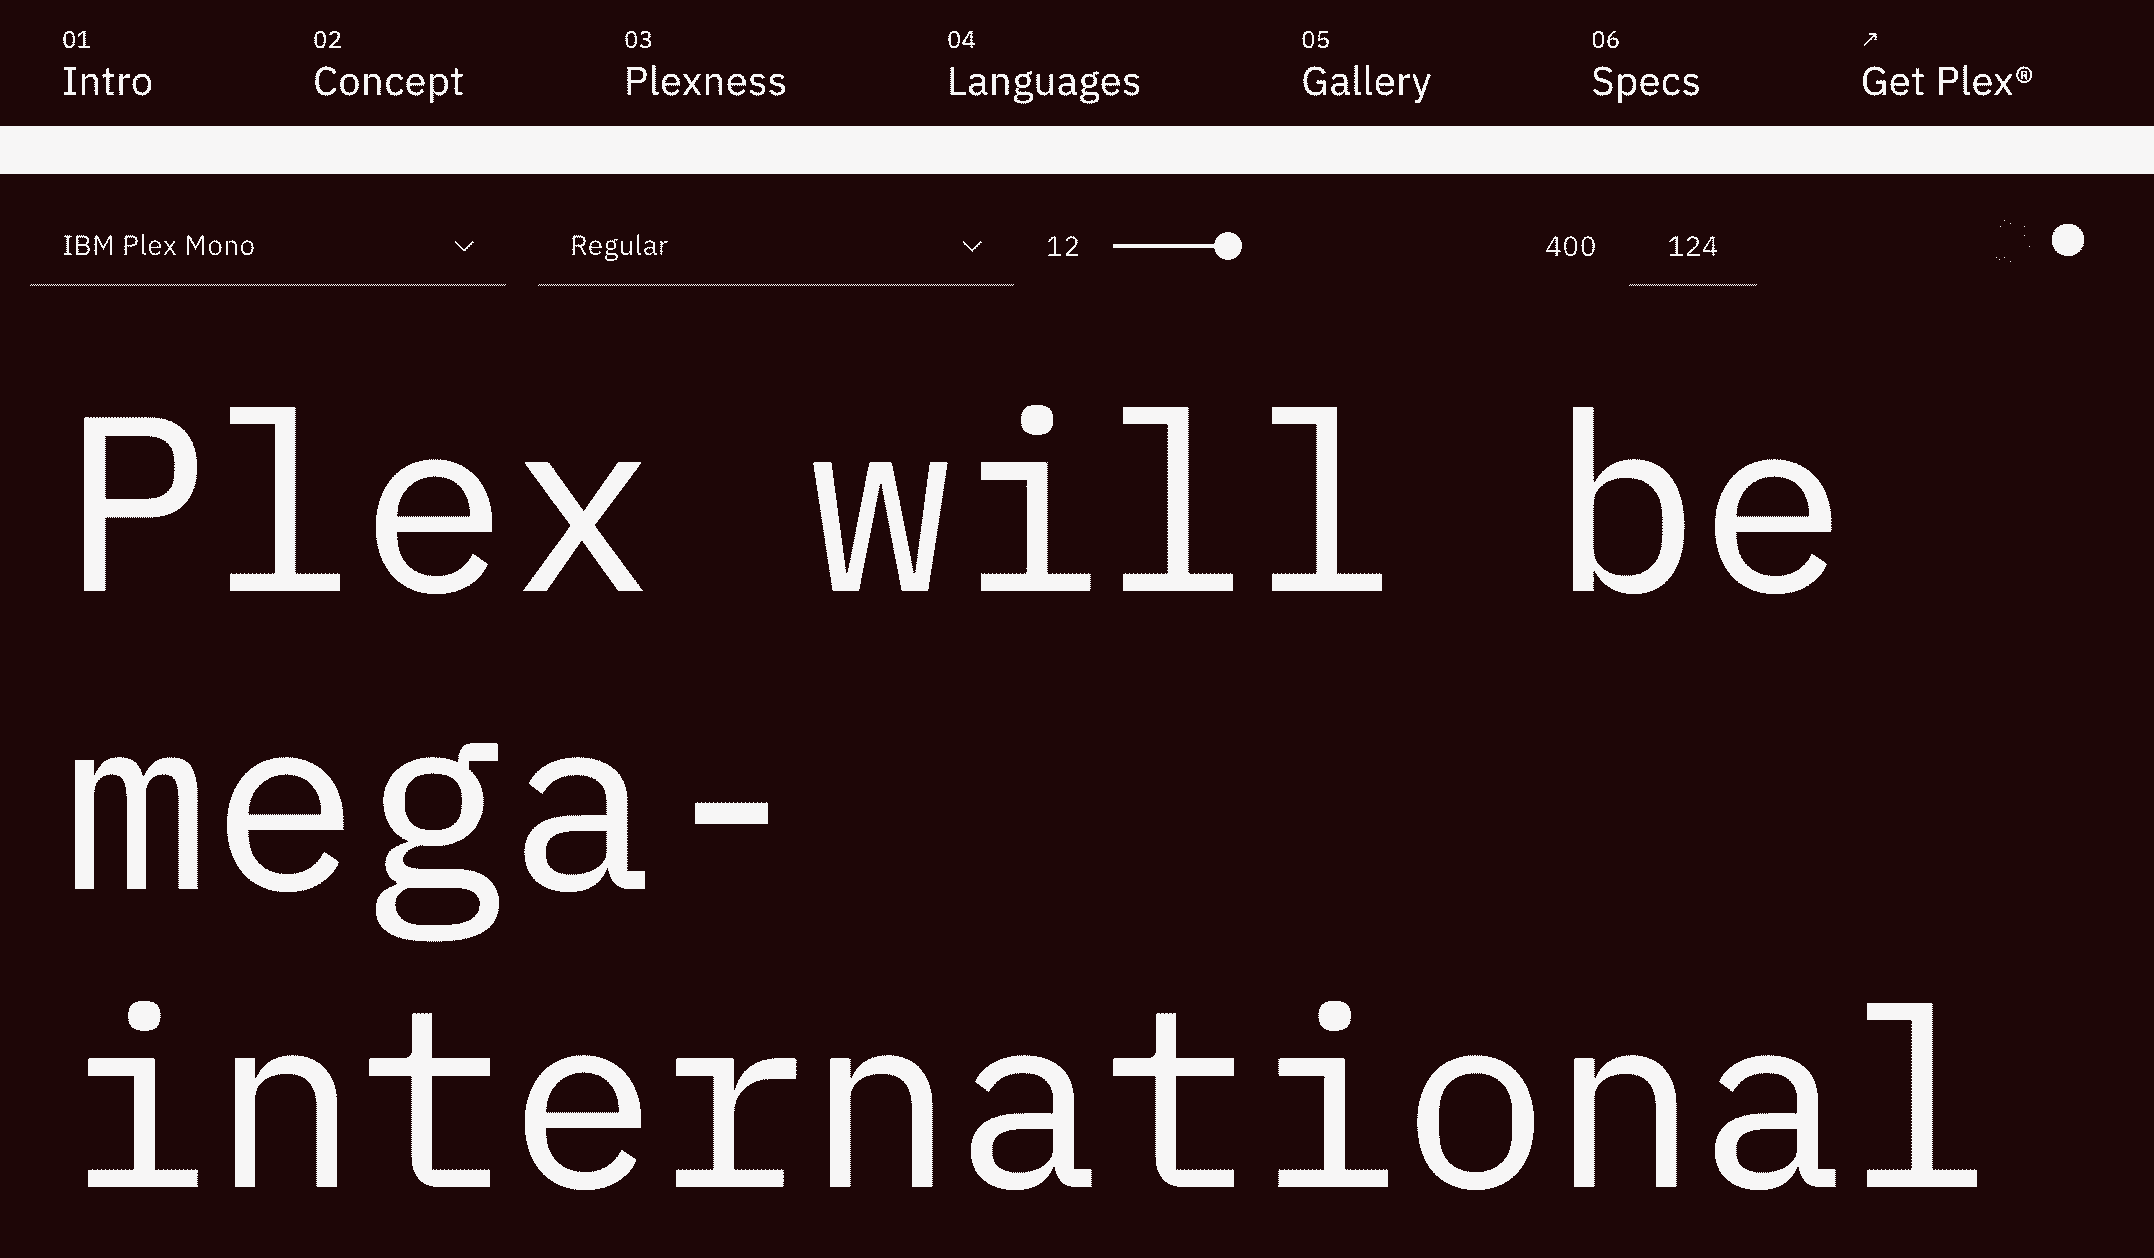 01 02 03 04 05 06 ↗
Intro Concept Plexness Languages Gallery Specs Get Plex®
IBM Plex Mono Regular 12 400 124
Plex will be
mega-
international